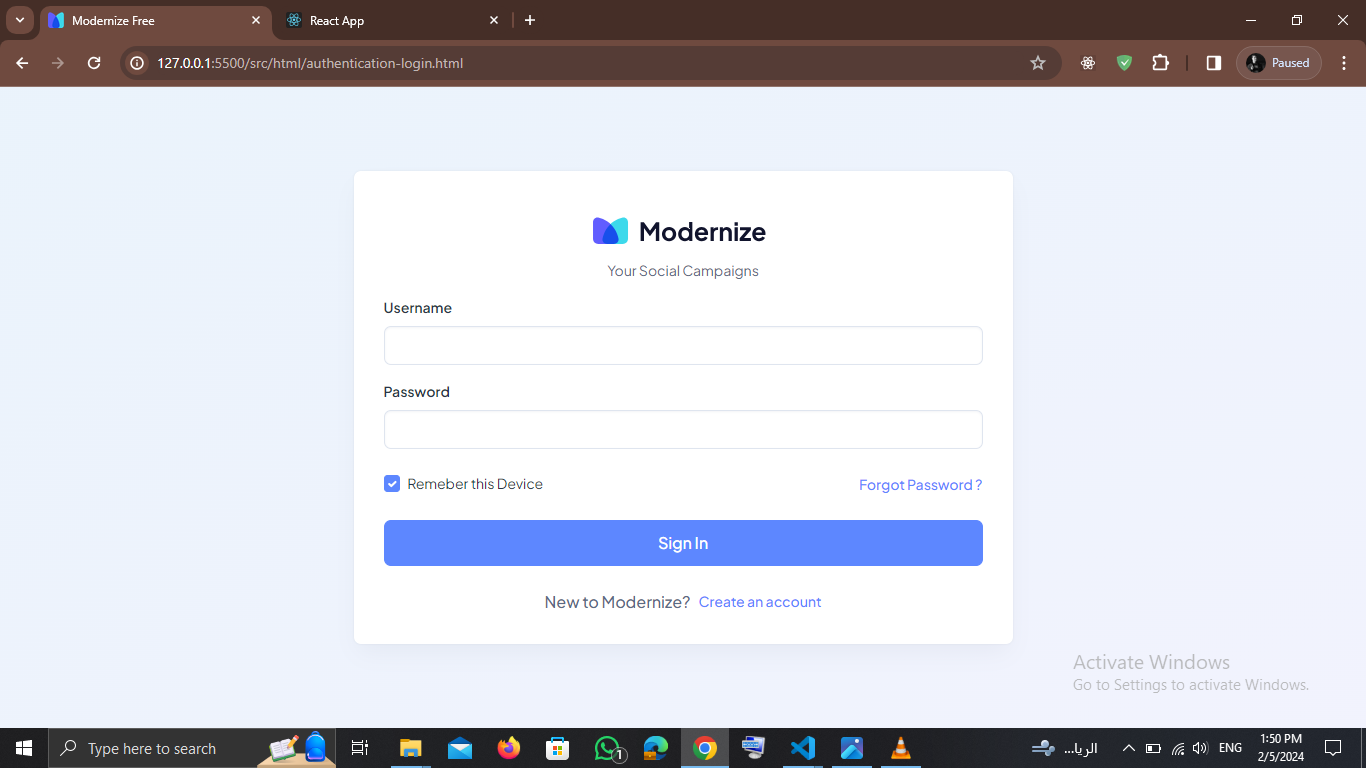 Modernize Free
React App
127.0.0.1:5500/src/html/authentication-login.html
Paused
Modernize
Your Social Campaigns
Username
Password
Remeber this Device
Forgot Password ?
Sign In
New to Modernize? Create an account
Activate Windows
Go to Settings to activate Windows.
Type here to search
1
الريا...
ENG
1:50 PM
2/5/2024